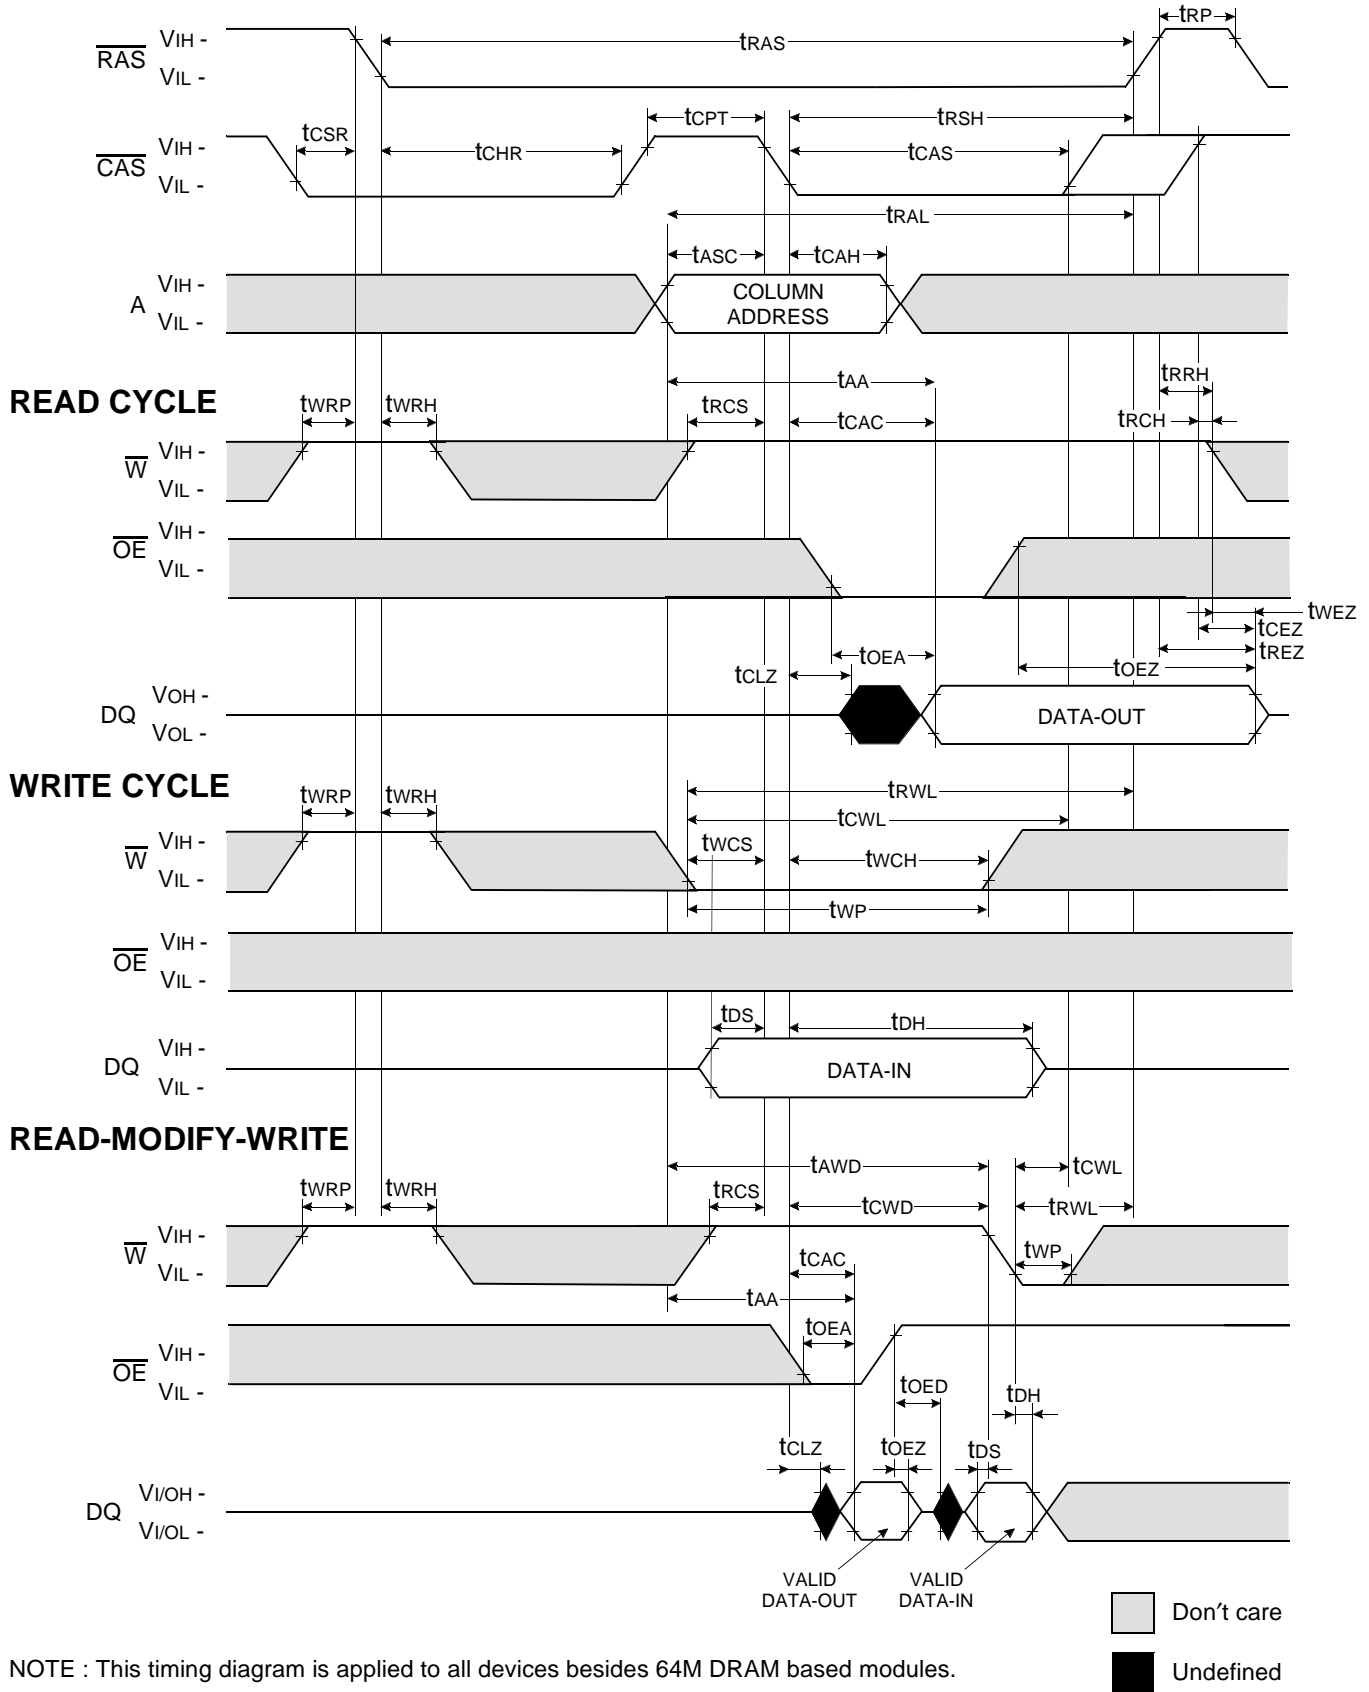 tRP
RAS
VIH -
VIL -
tRAS
tCPT
tRSH
tCSR
CAS
VIH -
VIL -
tCHR
tCAS
tRAL
tASC
tCAH
A
VIH -
VIL -
COLUMN
ADDRESS
tAA
tRRH
READ CYCLE
tWRP
tWRH
tRCS
tCAC
tRCH
W
VIH -
VIL -
OE
VIH -
VIL -
tWEZ
tCEZ
tREZ
tOEA
tOEZ
tCLZ
DQ
VOH -
VOL -
DATA-OUT
WRITE CYCLE
tWRP
tWRH
tRWL
tCWL
W
VIH -
VIL -
tWCS
tWCH
tWP
OE
VIH -
VIL -
tDS
tDH
DQ
VIH -
VIL -
DATA-IN
READ-MODIFY-WRITE
tAWD
tCWL
tWRP
tWRH
tRCS
tCWD
tRWL
W
VIH -
VIL -
tWP
tCAC
tAA
tOEA
OE
VIH -
VIL -
tOED
tDH
tCLZ
tOEZ
tDS
DQ
VI/OH -
VI/OL -
VALID
DATA-OUT
VALID
DATA-IN
Don′t care
NOTE : This timing diagram is applied to all devices besides 64M DRAM based modules.
Undefined